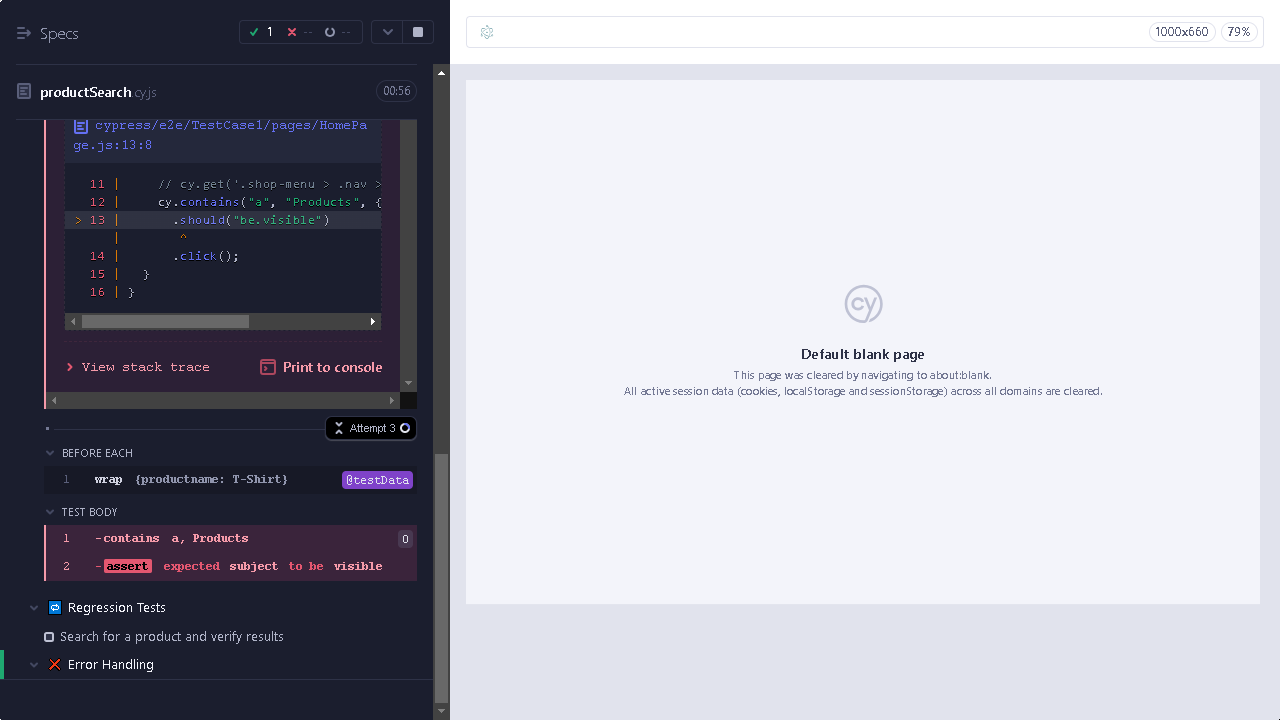 Specs
1
--
--
1000x660
79%
productSearch.cy.js
00:56
cypress/e2e/TestCase1/pages/HomePa
ge.js:13:8
11 | // cy.get('.shop-menu > .nav >
12 | cy.contains("a", "Products", {
> 13 | .should("be.visible")
| ^
14 | .click();
15 | }
16 | }
View stack trace
Print to console
Attempt 3
BEFORE EACH
1 wrap {productname: T-Shirt} @testData
TEST BODY
1 -contains a, Products 0
2 -assert expected subject to be visible
Regression Tests
Search for a product and verify results
Error Handling
cy
Default blank page
This page was cleared by navigating to about:blank.
All active session data (cookies, localStorage and sessionStorage) across all domains are cleared.